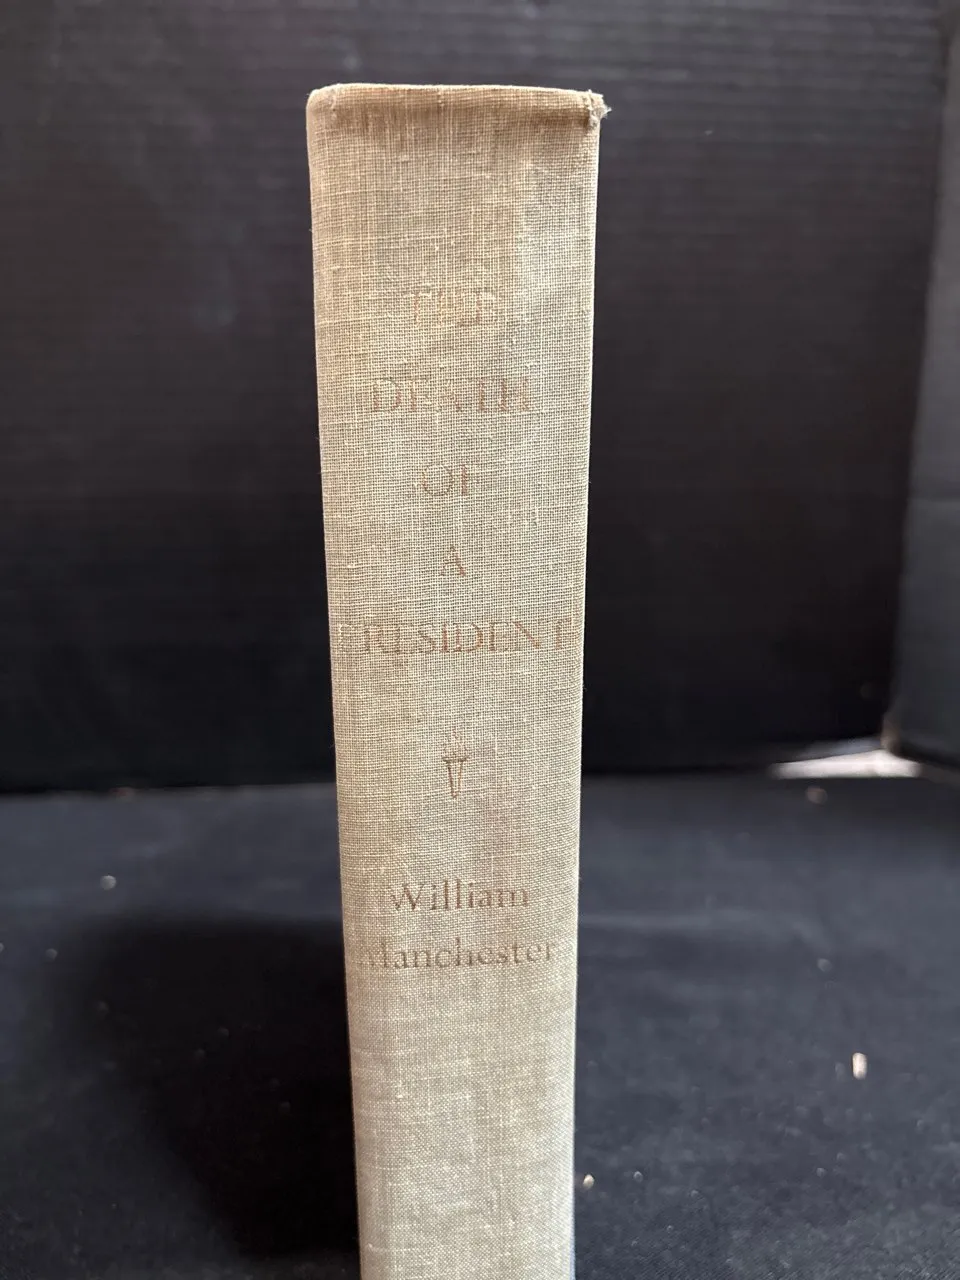 THE
DEATH
OF
A
PRESIDENT
William
Manchester